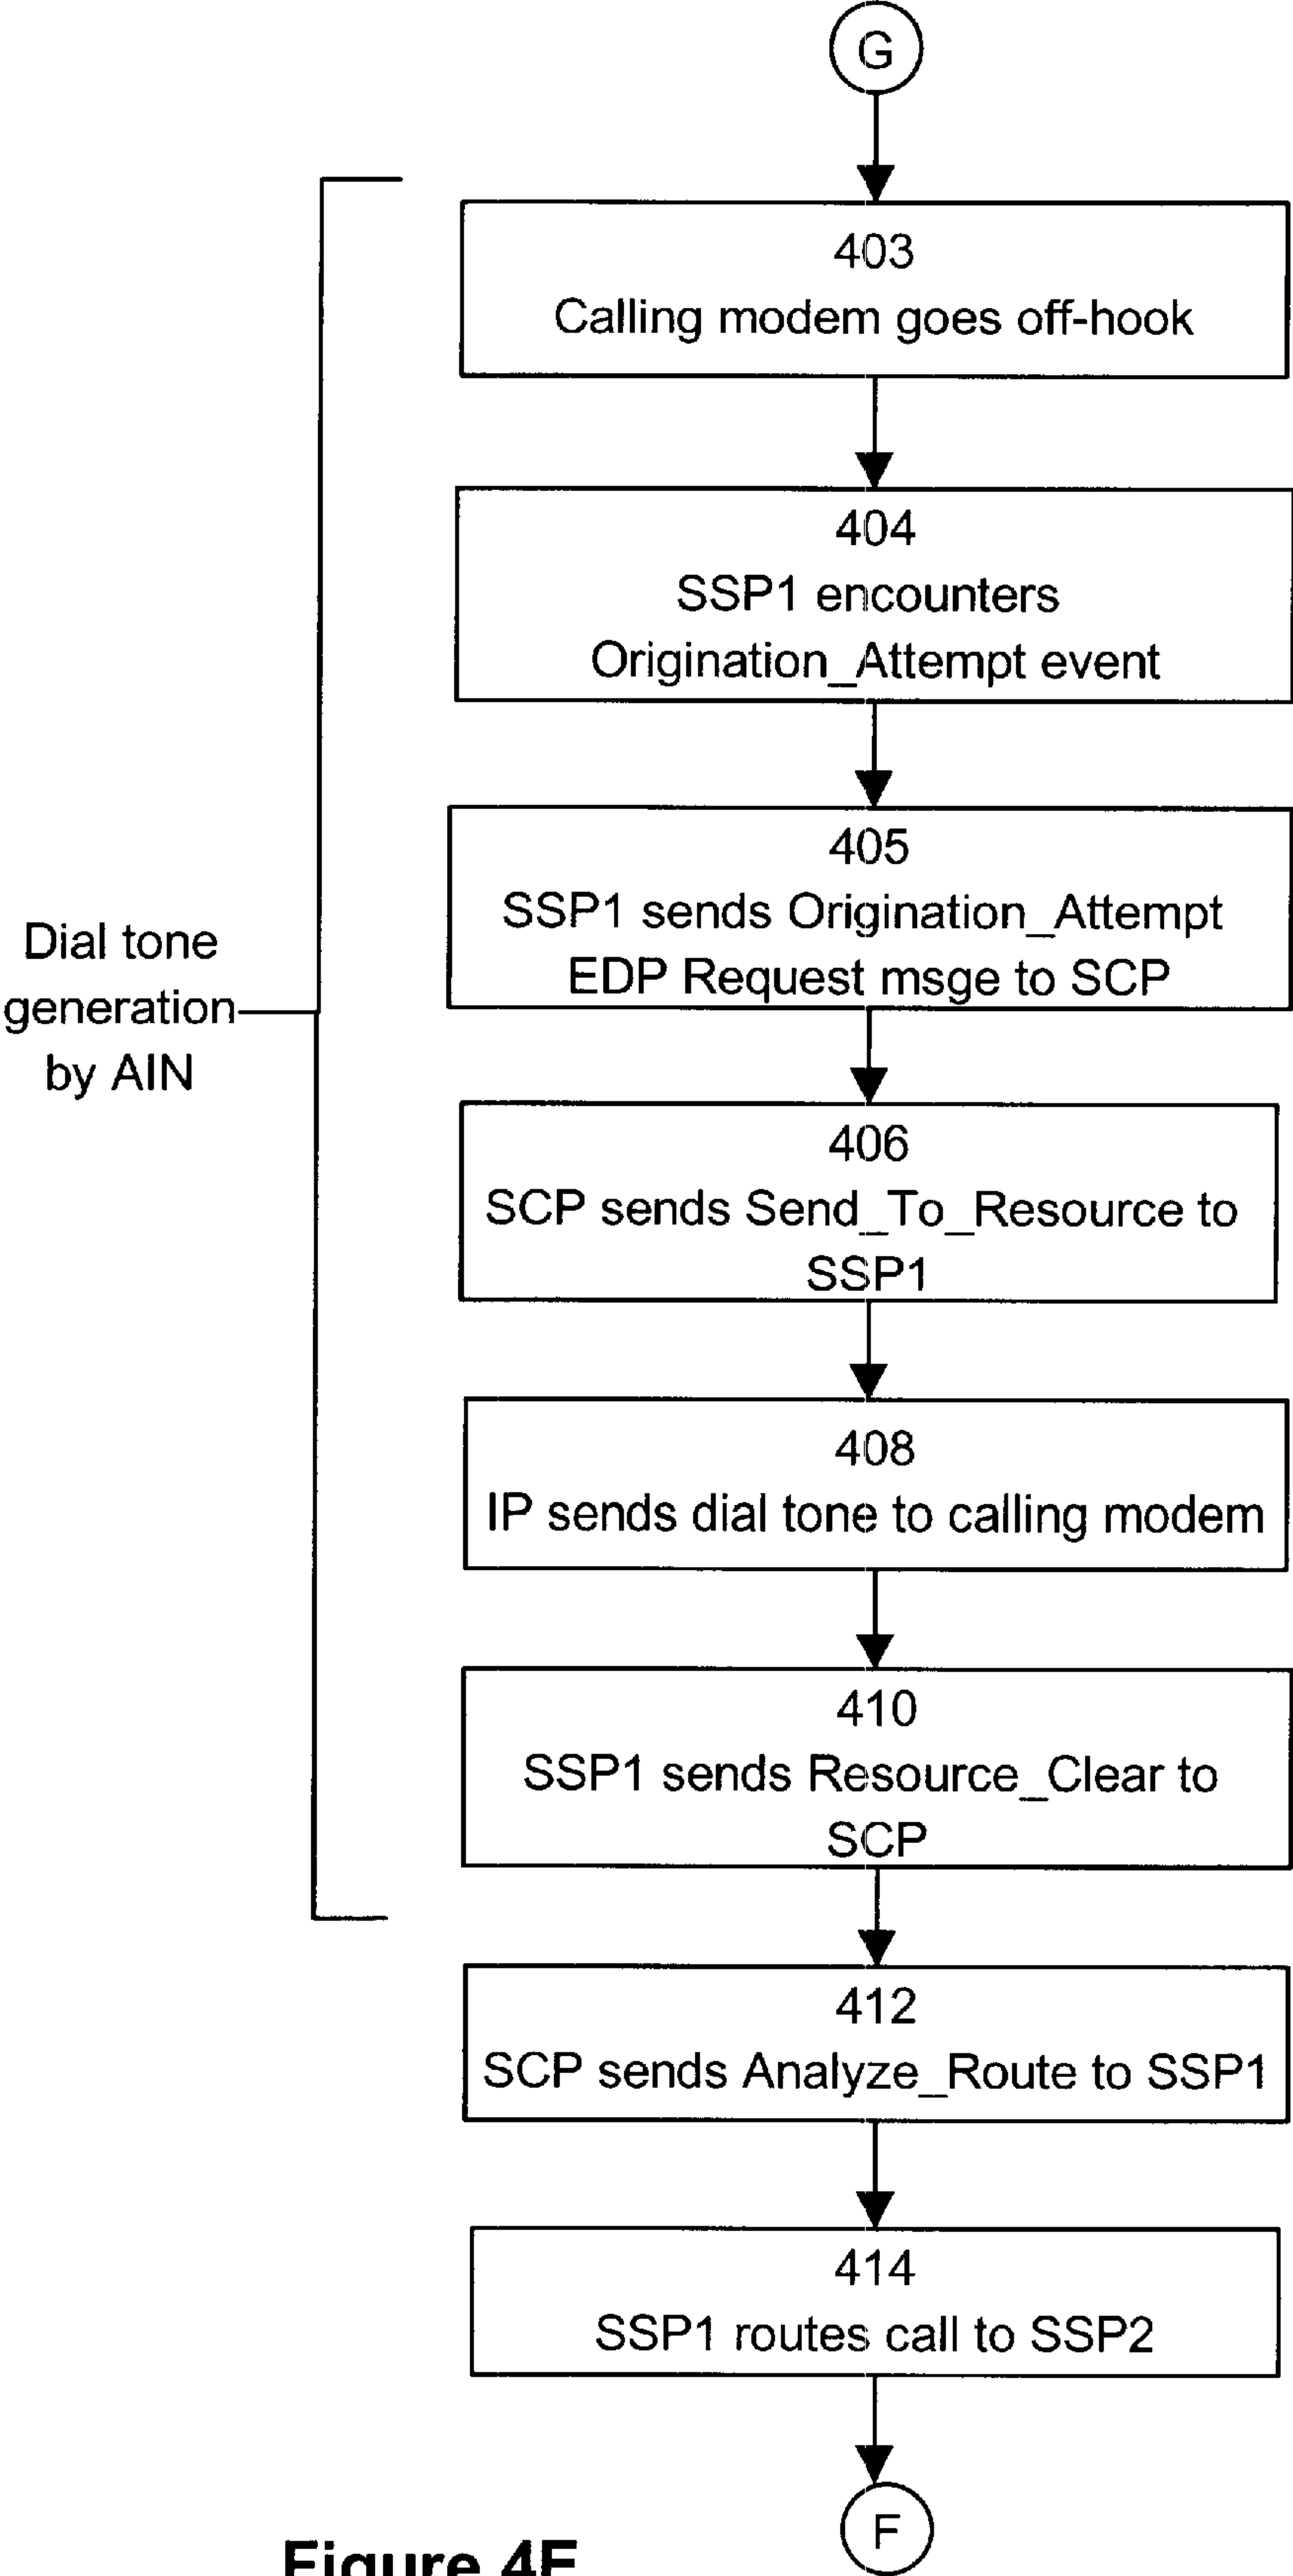 G
403
Calling modem goes off-hook
404
SSP1 encounters
Origination_Attempt event
405
SSP1 sends Origination_Attempt
EDP Request msge to SCP
Dial tone
generation
by AIN
406
SCP sends Send_To_Resource to
SSP1
408
IP sends dial tone to calling modem
410
SSP1 sends Resource_Clear to
SCP
412
SCP sends Analyze_Route to SSP1
414
SSP1 routes call to SSP2
F
Figure